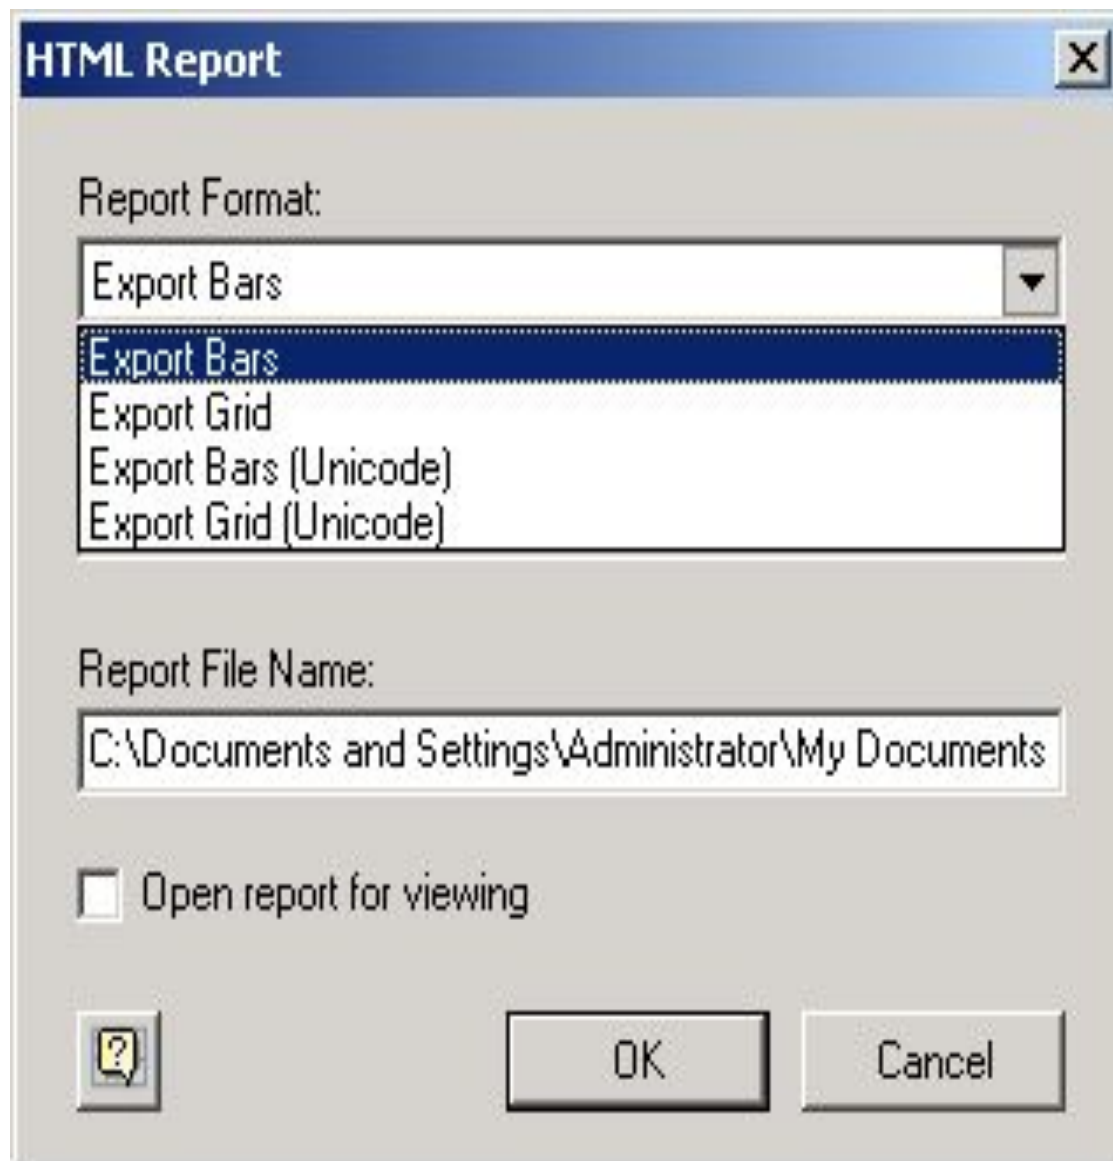 HTML Report
Report Format:
Export Bars
Export Bars
Export Grid
Export Bars (Unicode)
Export Grid (Unicode)
Report File Name:
C:\Documents and Settings\Administrator\My Documents
Open report for viewing
?
OK
Cancel